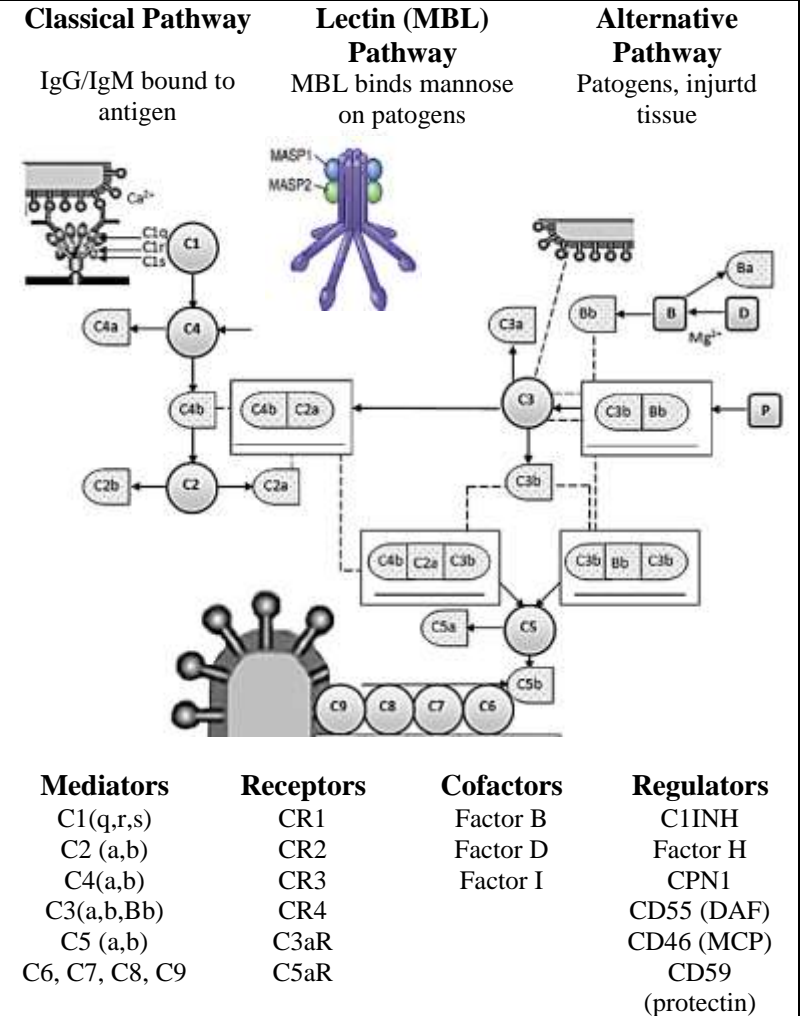 Classical Pathway
IgG/IgM bound to
antigen
Lectin (MBL)
Pathway
MBL binds mannose
on patogens
Alternative
Pathway
Patogens, injurtd
tissue
MASP1
MASP2
Ca²⁺
C1q
C1r
C1s
C1
C4a
C4
C4b
C4b C2a
C2b
C2
C2a
C3a
C3
C3b
Bb
B
D
Ba
Mg²⁺
C3b Bb
P
C4b C2a C3b
C3b Bb C3b
C5a
C5
C5b
C9
C8
C7
C6
Mediators
C1(q,r,s)
C2 (a,b)
C4(a,b)
C3(a,b,Bb)
C5 (a,b)
C6, C7, C8, C9
Receptors
CR1
CR2
CR3
CR4
C3aR
C5aR
Cofactors
Factor B
Factor D
Factor I
Regulators
C1INH
Factor H
CPN1
CD55 (DAF)
CD46 (MCP)
CD59
(protectin)